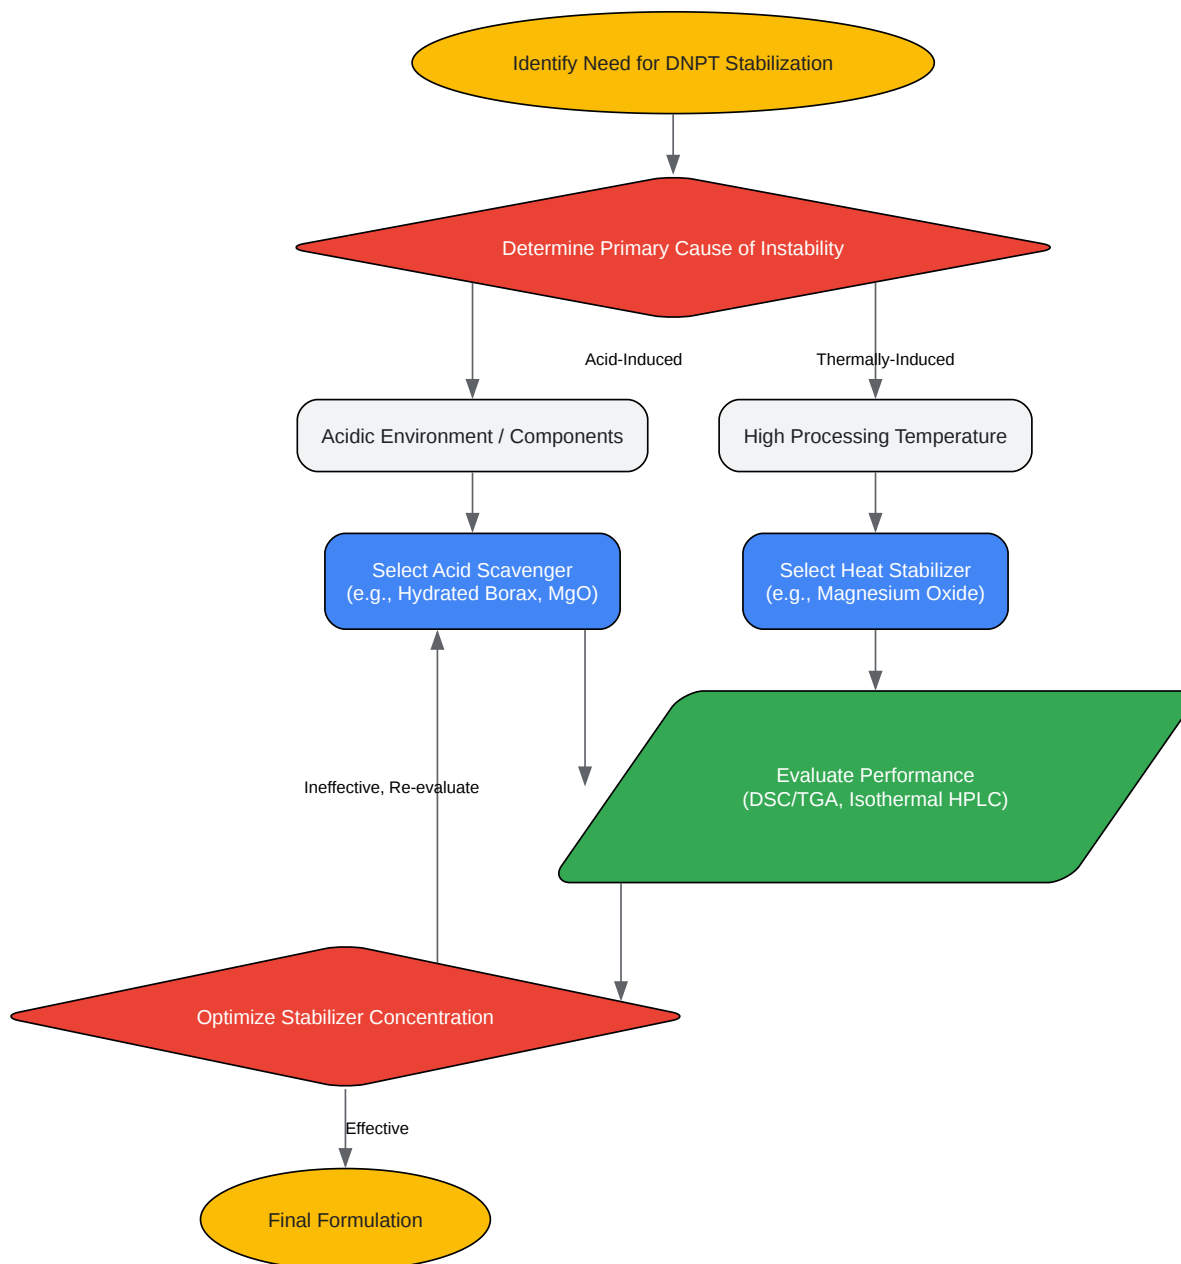 Identify Need for DNPT Stabilization
Determine Primary Cause of Instability
Acid-Induced
Thermally-Induced
Acidic Environment / Components
High Processing Temperature
Select Acid Scavenger
(e.g., Hydrated Borax, MgO)
Select Heat Stabilizer
(e.g., Magnesium Oxide)
Evaluate Performance
(DSC/TGA, Isothermal HPLC)
Ineffective, Re-evaluate
Optimize Stabilizer Concentration
Effective
Final Formulation